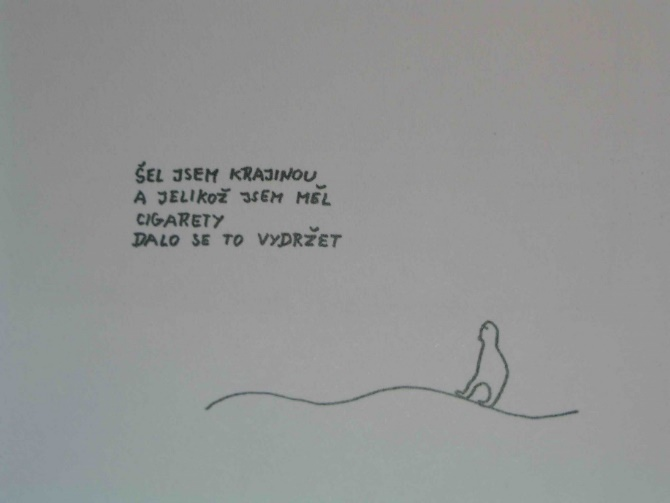 ŠEL JSEM KRAJINOU
A JELIKOŽ JSEM MĚL
CIGARETY
DALO SE TO VYDRŽET